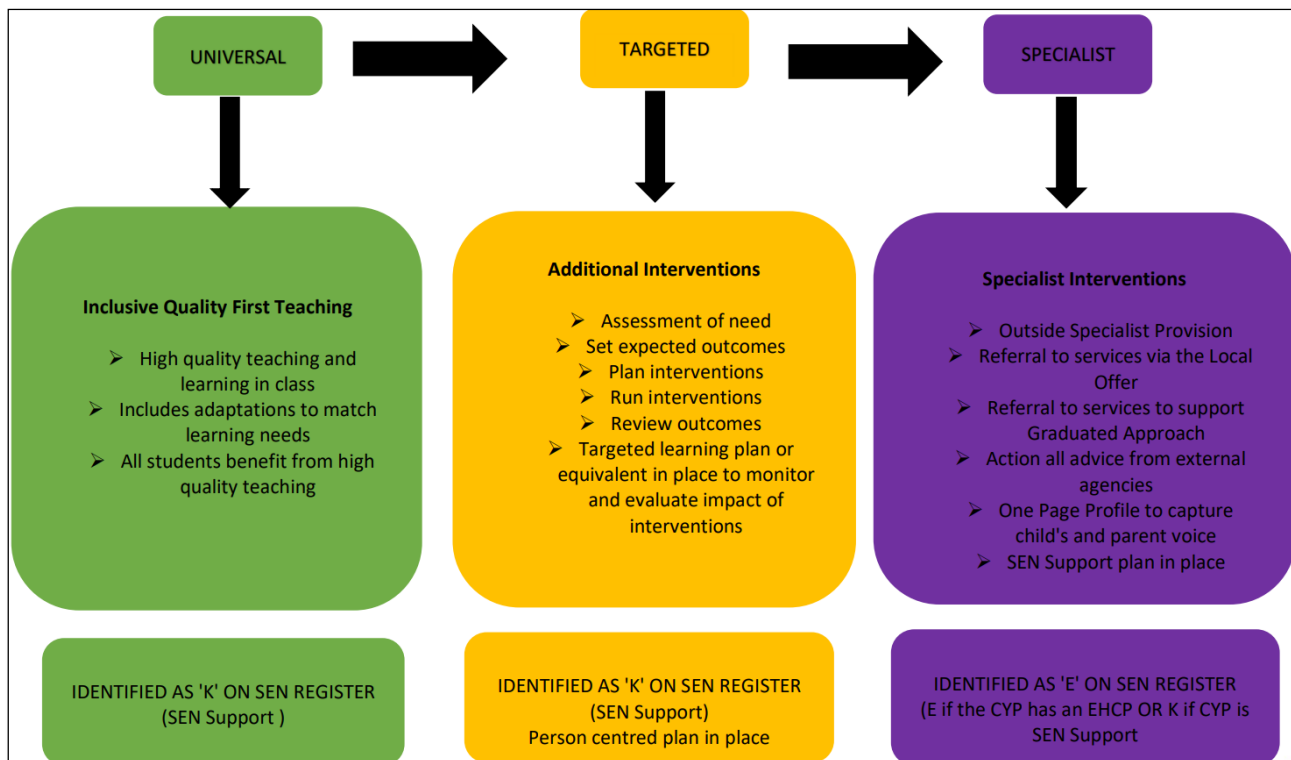 UNIVERSAL
TARGETED
SPECIALIST
Inclusive Quality First Teaching
➢ High quality teaching and
learning in class
➢ Includes adaptations to match
learning needs
➢ All students benefit from high
quality teaching
Additional Interventions
➢ Assessment of need
➢ Set expected outcomes
➢ Plan interventions
➢ Run interventions
➢ Review outcomes
➢ Targeted learning plan or
equivalent in place to monitor
and evaluate impact of
interventions
Specialist Interventions
➢ Outside Specialist Provision
➢ Referral to services via the Local
Offer
➢ Referral to services to support
Graduated Approach
➢ Action all advice from external
agencies
➢ One Page Profile to capture
child's and parent voice
➢ SEN Support plan in place
IDENTIFIED AS 'K' ON SEN REGISTER
(SEN Support )
IDENTIFIED AS 'K' ON SEN REGISTER
(SEN Support)
Person centred plan in place
IDENTIFIED AS 'E' ON SEN REGISTER
(E if the CYP has an EHCP OR K if CYP is
SEN Support